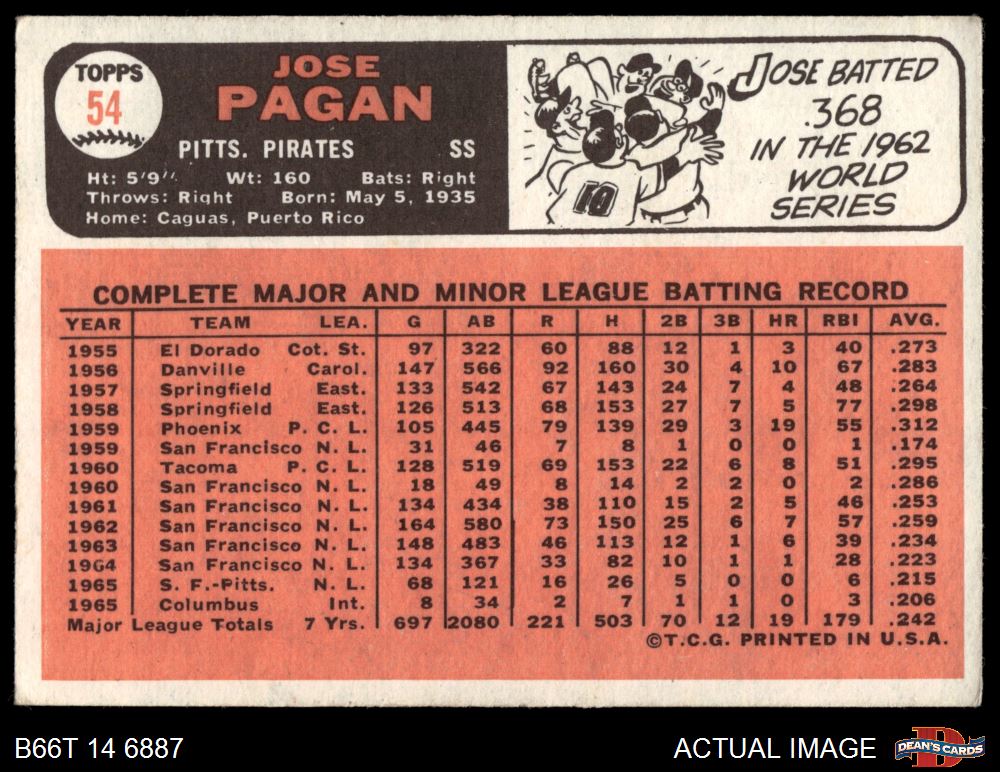 TOPPS
54
JOSE
PAGAN
PITTS. PIRATES SS
Ht: 5'9" Wt: 160 Bats: Right
Throws: Right Born: May 5, 1935
Home: Caguas, Puerto Rico
10
JOSE BATTED
.368
IN THE 1962
WORLD
SERIES
COMPLETE MAJOR AND MINOR LEAGUE BATTING RECORD
YEAR TEAM LEA. G AB R H 2B 3B HR RBI AVG.
1955 El Dorado Cot. St. 97 322 60 88 12 1 3 40 .273
1956 Danville Carol. 147 566 92 160 30 4 10 67 .283
1957 Springfield East. 133 542 67 143 24 7 4 48 .264
1958 Springfield East. 126 513 68 153 27 7 5 77 .298
1959 Phoenix P. C. L. 105 445 79 139 29 3 19 55 .312
1959 San Francisco N. L. 31 46 7 8 1 0 0 1 .174
1960 Tacoma P. C. L. 128 519 69 153 22 6 8 51 .295
1960 San Francisco N. L. 18 49 8 14 2 2 0 2 .286
1961 San Francisco N. L. 134 434 38 110 15 2 5 46 .253
1962 San Francisco N. L. 164 580 73 150 25 6 7 57 .259
1963 San Francisco N. L. 148 483 46 113 12 1 6 39 .234
1964 San Francisco N. L. 134 367 33 82 10 1 1 28 .223
1965 S. F.-Pitts. N. L. 68 121 16 26 5 0 0 6 .215
1965 Columbus Int. 8 34 2 7 1 1 0 3 .206
Major League Totals 7 Yrs. 697 2080 221 503 70 12 19 179 .242
©T.C.G. PRINTED IN U.S.A.
B66T 14 6887
ACTUAL IMAGE
DEAN'S CARDS